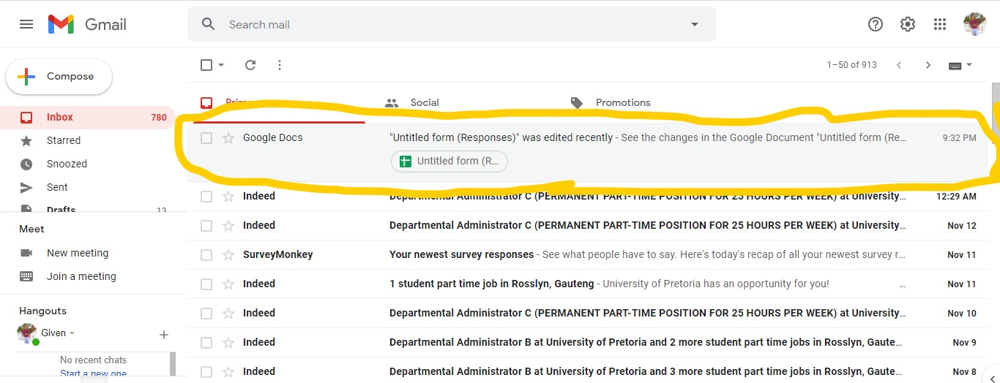 Gmail
Search mail
Compose
1–50 of 913
Social
Promotions
Inbox 780
Starred
Snoozed
Sent
Drafts 13
Meet
New meeting
Join a meeting
Hangouts
Given
No recent chats
Start a new one
Google Docs "Untitled form (Responses)" was edited recently - See the changes in the Google Document "Untitled form (Re... 9:32 PM
Untitled form (R...
Indeed Departmental Administrator C (PERMANENT PART-TIME POSITION FOR 25 HOURS PER WEEK) at University... 12:29 AM
Indeed Departmental Administrator C (PERMANENT PART-TIME POSITION FOR 25 HOURS PER WEEK) at University... Nov 12
SurveyMonkey Your newest survey responses - See what people have to say. Here's today's recap of all your newest survey r... Nov 11
Indeed 1 student part time job in Rosslyn, Gauteng - University of Pretoria has an opportunity for you! ... Nov 11
Indeed Departmental Administrator C (PERMANENT PART-TIME POSITION FOR 25 HOURS PER WEEK) at University... Nov 10
Indeed Departmental Administrator B at University of Pretoria and 2 more student part time jobs in Rosslyn, Gaute... Nov 9
Indeed Departmental Administrator B at University of Pretoria and 3 more student part time jobs in Rosslyn, Gaute... Nov 8